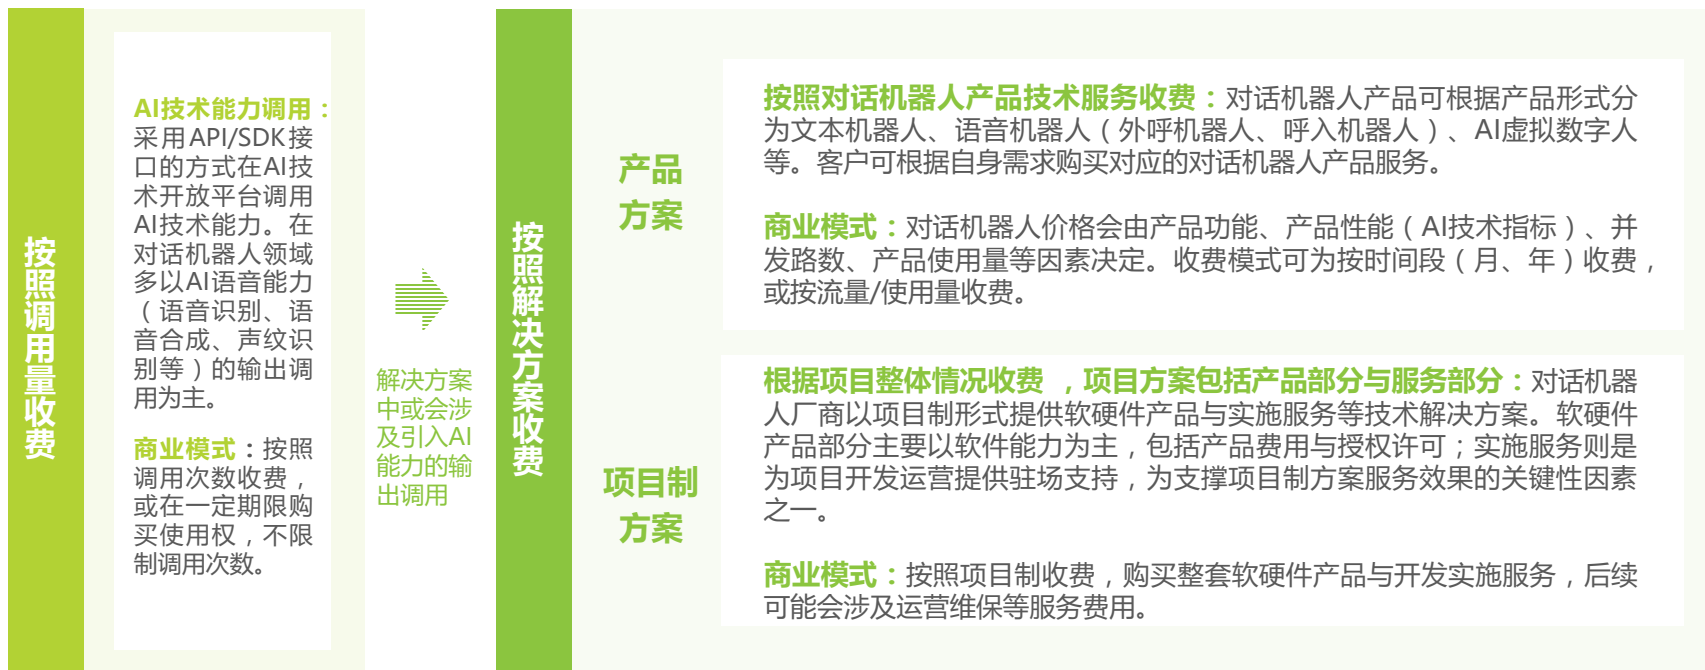 按照调用量收费
AI技术能力调用：
采用API/SDK接
口的方式在AI技
术开放平台调用
AI技术能力。在
对话机器人领域
多以AI语音能力
（语音识别、语
音合成、声纹识
别等）的输出调
用为主。
商业模式：按照
调用次数收费，
或在一定期限购
买使用权，不限
制调用次数。
解决方案
中或会涉
及引入AI
能力的输
出调用
按照解决方案收费
产品
方案
按照对话机器人产品技术服务收费：对话机器人产品可根据产品形式分
为文本机器人、语音机器人（外呼机器人、呼入机器人）、AI虚拟数字人
等。客户可根据自身需求购买对应的对话机器人产品服务。
商业模式：对话机器人价格会由产品功能、产品性能（AI技术指标）、并
发路数、产品使用量等因素决定。收费模式可为按时间段（月、年）收费，
或按流量/使用量收费。
项目制
方案
根据项目整体情况收费，项目方案包括产品部分与服务部分：对话机器
人厂商以项目制形式提供软硬件产品与实施服务等技术解决方案。软硬件
产品部分主要以软件能力为主，包括产品费用与授权许可；实施服务则是
为项目开发运营提供驻场支持，为支撑项目制方案服务效果的关键性因素
之一。
商业模式：按照项目制收费，购买整套软硬件产品与开发实施服务，后续
可能会涉及运营维保等服务费用。